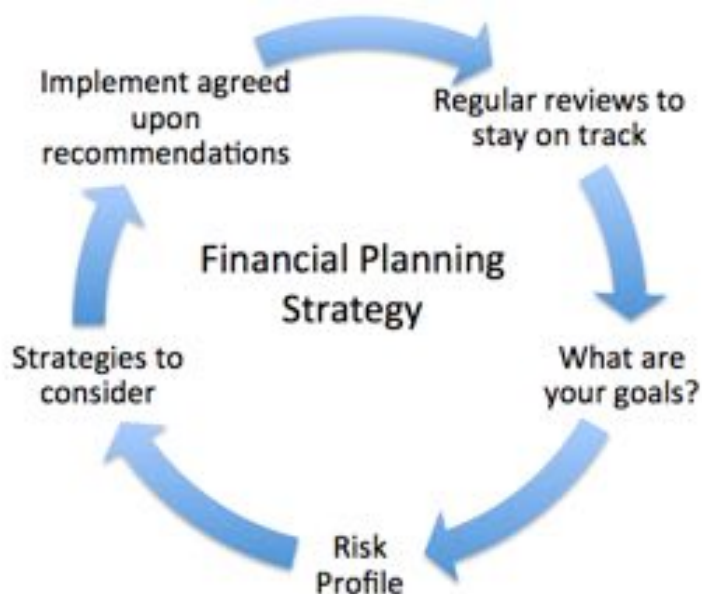 Implement agreed
upon
recommendations
Regular reviews to
stay on track
Financial Planning
Strategy
Strategies to
consider
What are
your goals?
Risk
Profile